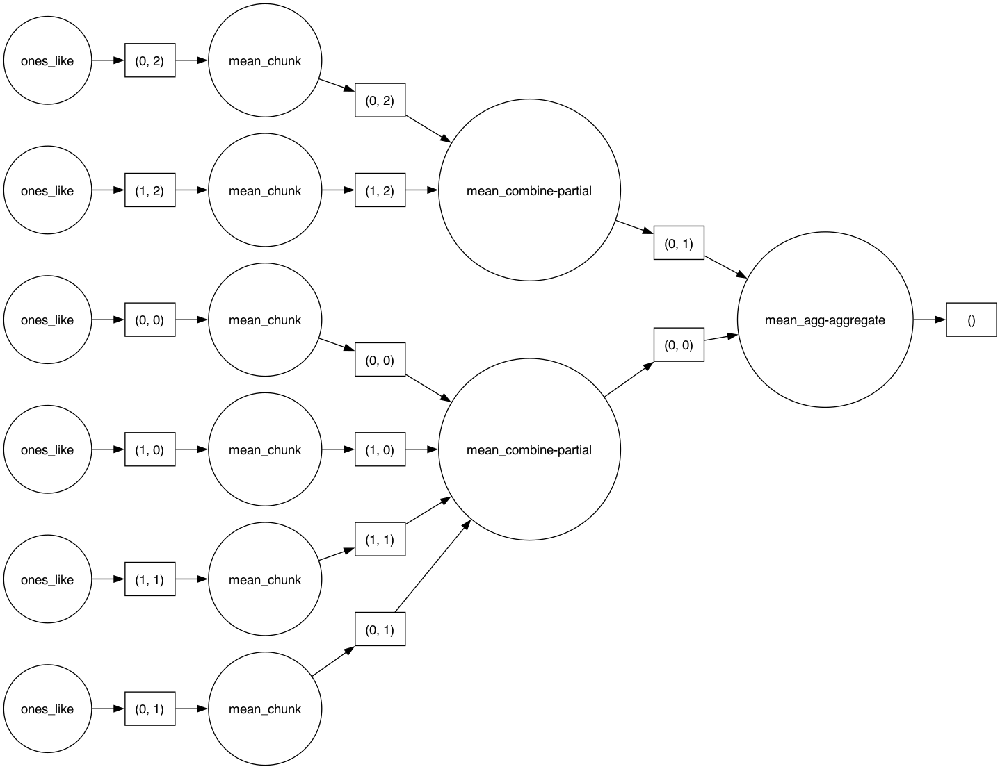 ones_like
(0, 2)
mean_chunk
(0, 2)
ones_like
(1, 2)
mean_chunk
(1, 2)
mean_combine-partial
(0, 1)
ones_like
(0, 0)
mean_chunk
(0, 0)
mean_agg-aggregate
()
(0, 0)
ones_like
(1, 0)
mean_chunk
(1, 0)
mean_combine-partial
ones_like
(1, 1)
mean_chunk
(1, 1)
(0, 1)
ones_like
(0, 1)
mean_chunk